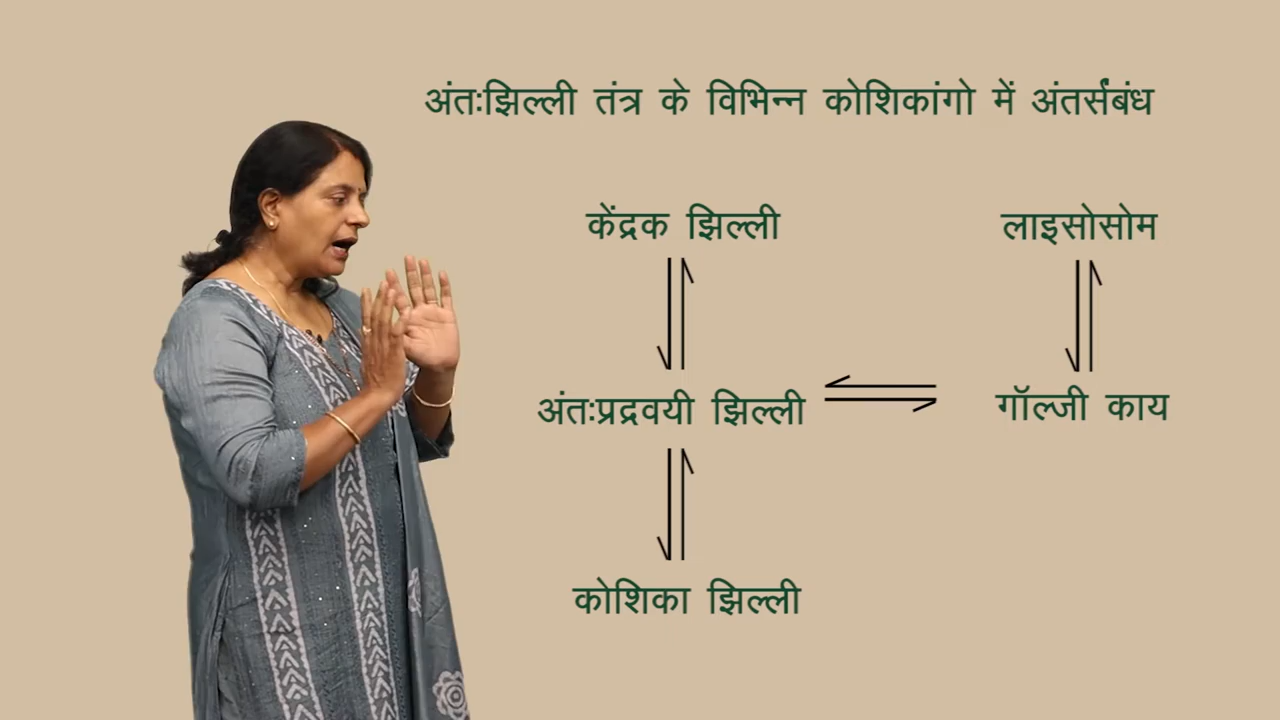 अंतःझिल्ली तंत्र के विभिन्न कोशिकांगो में अंतर्संबंध
केंद्रक झिल्ली
लाइसोसोम
अंतःप्रद्रवयी झिल्ली
गॉल्जी काय
कोशिका झिल्ली